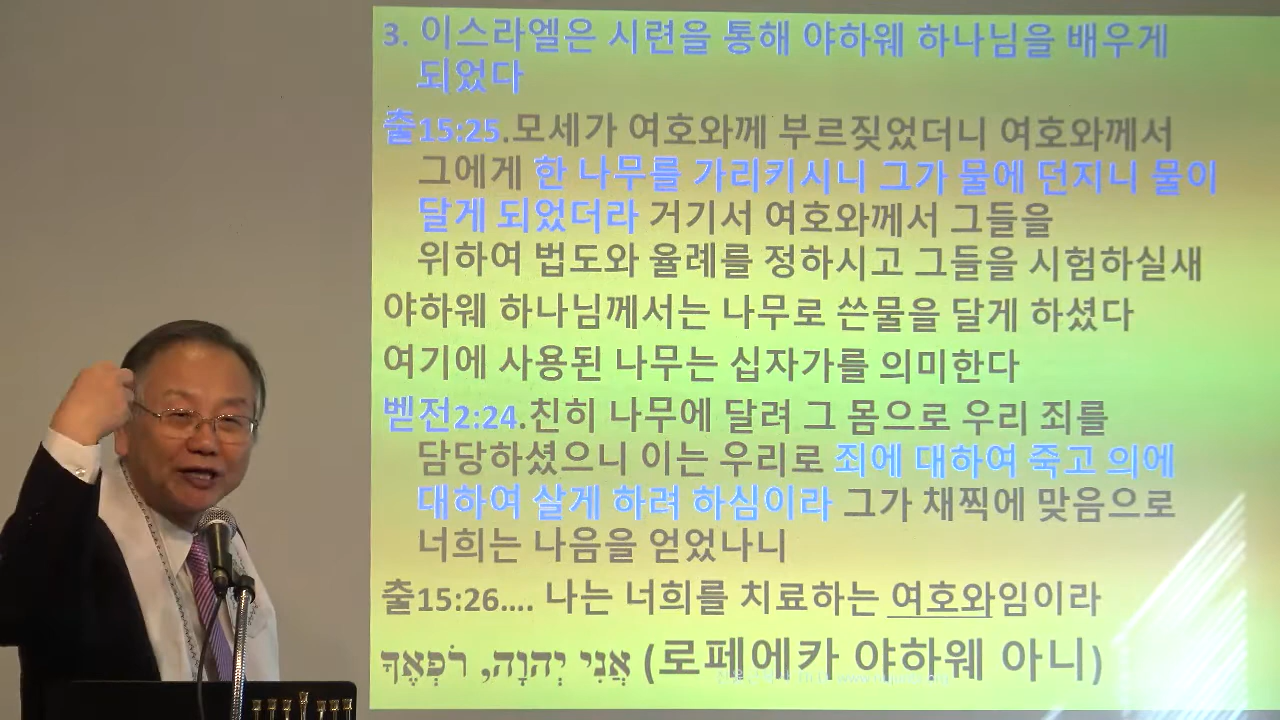 3. 이스라엘은 시련을 통해 야하웨 하나님을 배우게
되었다
출15:25.모세가 여호와께 부르짖었더니 여호와께서
그에게 한 나무를 가리키시니 그가 물에 던지니 물이
달게 되었더라 거기서 여호와께서 그들을
위하여 법도와 율례를 정하시고 그들을 시험하실새
야하웨 하나님께서는 나무로 쓴물을 달게 하셨다
여기에 사용된 나무는 십자가를 의미한다
벧전2:24.친히 나무에 달려 그 몸으로 우리 죄를
담당하셨으니 이는 우리로 죄에 대하여 죽고 의에
대하여 살게 하려 하심이라 그가 채찍에 맞음으로
너희는 나음을 얻었나니
출15:26.... 나는 너희를 치료하는 여호와임이라
אֲנִי יְהוָה, רֹפְאֶךָ (로페에카 야하웨 아니)